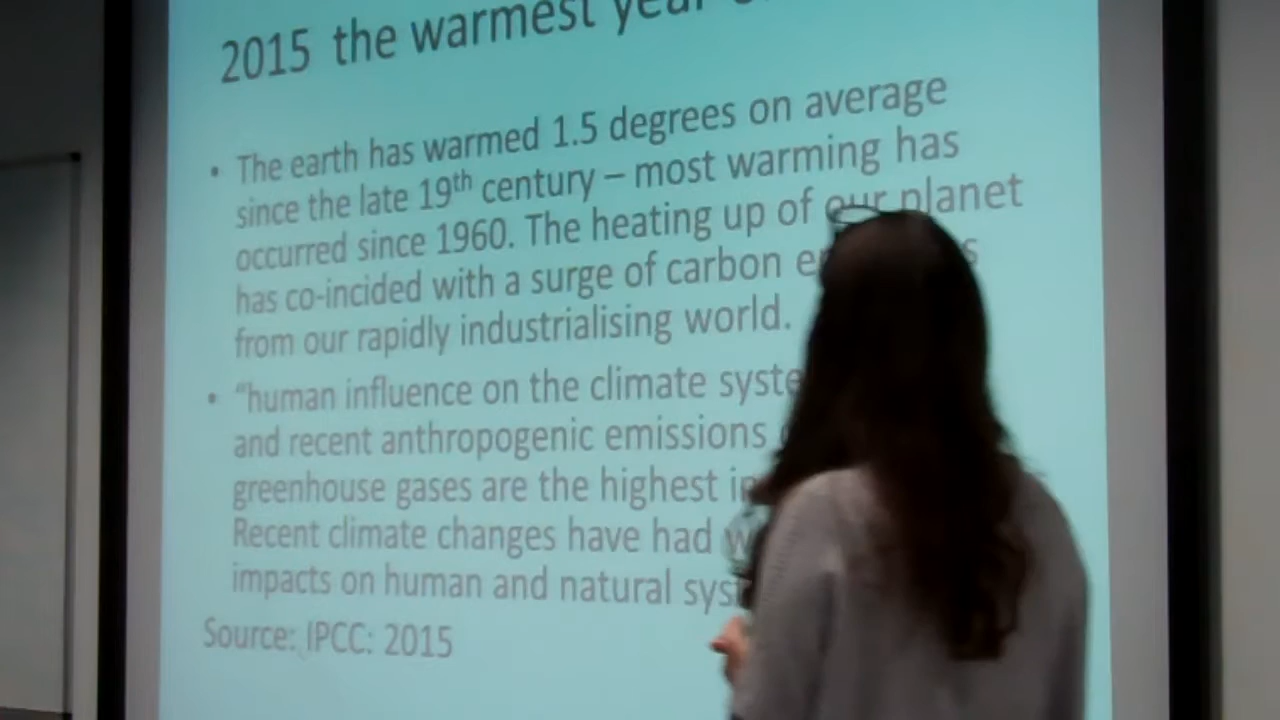 2015 the warmest year
• The earth has warmed 1.5 degrees on average
since the late 19th century – most warming has
occurred since 1960. The heating up of our planet
has co-incided with a surge of carbon
from our rapidly industrialising world.
• “human influence on the climate
and recent anthropogenic emissions
greenhouse gases are the highest
Recent climate changes have had
impacts on human and natural
Source: IPCC: 2015